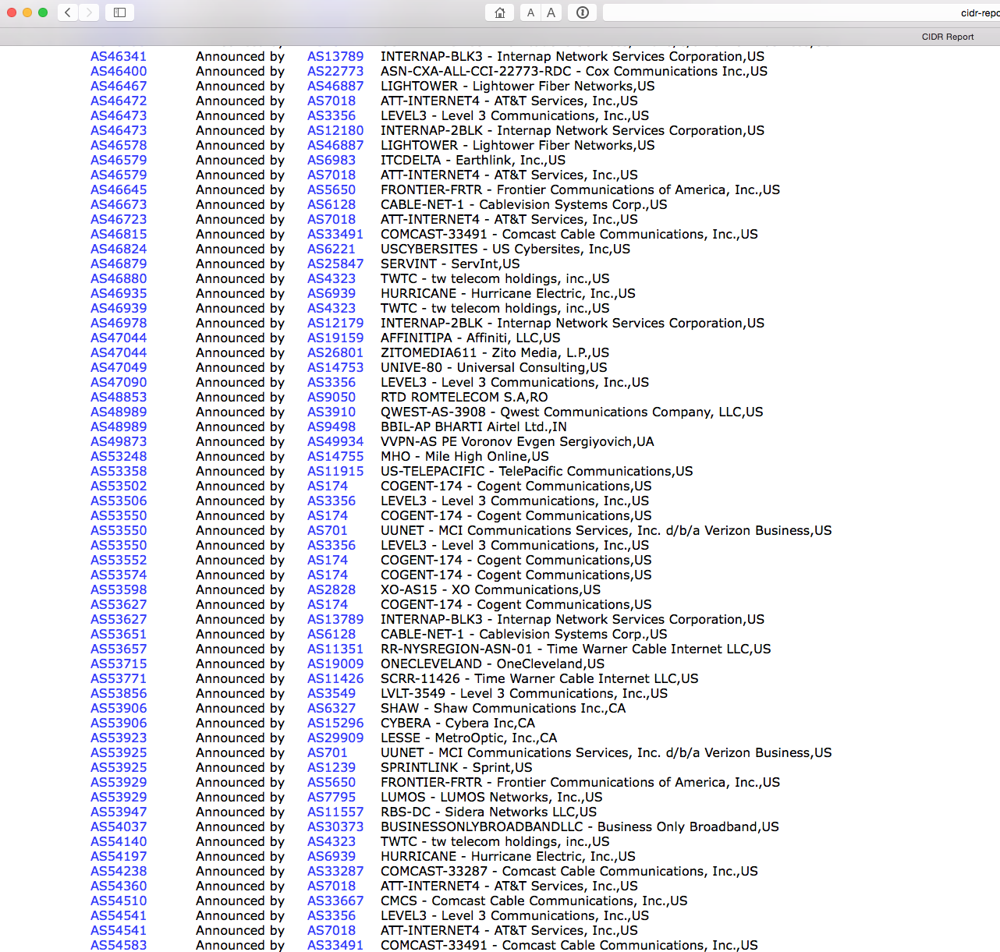 A A
cidr-repo
CIDR Report
AS46341 Announced by AS13789 INTERNAP-BLK3 - Internap Network Services Corporation,US
AS46400 Announced by AS22773 ASN-CXA-ALL-CCI-22773-RDC - Cox Communications Inc.,US
AS46467 Announced by AS46887 LIGHTOWER - Lightower Fiber Networks,US
AS46472 Announced by AS7018 ATT-INTERNET4 - AT&T Services, Inc.,US
AS46473 Announced by AS3356 LEVEL3 - Level 3 Communications, Inc.,US
AS46473 Announced by AS12180 INTERNAP-2BLK - Internap Network Services Corporation,US
AS46578 Announced by AS46887 LIGHTOWER - Lightower Fiber Networks,US
AS46579 Announced by AS6983 ITCDELTA - Earthlink, Inc.,US
AS46579 Announced by AS7018 ATT-INTERNET4 - AT&T Services, Inc.,US
AS46645 Announced by AS5650 FRONTIER-FRTR - Frontier Communications of America, Inc.,US
AS46673 Announced by AS6128 CABLE-NET-1 - Cablevision Systems Corp.,US
AS46723 Announced by AS7018 ATT-INTERNET4 - AT&T Services, Inc.,US
AS46815 Announced by AS33491 COMCAST-33491 - Comcast Cable Communications, Inc.,US
AS46824 Announced by AS6221 USCYBERSITES - US Cybersites, Inc,US
AS46879 Announced by AS25847 SERVINT - ServInt,US
AS46880 Announced by AS4323 TWTC - tw telecom holdings, inc.,US
AS46935 Announced by AS6939 HURRICANE - Hurricane Electric, Inc.,US
AS46939 Announced by AS4323 TWTC - tw telecom holdings, inc.,US
AS46978 Announced by AS12179 INTERNAP-2BLK - Internap Network Services Corporation,US
AS47044 Announced by AS19159 AFFINITIPA - Affiniti, LLC,US
AS47044 Announced by AS26801 ZITOMEDIA611 - Zito Media, L.P.,US
AS47049 Announced by AS14753 UNIVE-80 - Universal Consulting,US
AS47090 Announced by AS3356 LEVEL3 - Level 3 Communications, Inc.,US
AS48853 Announced by AS9050 RTD ROMTELECOM S.A,RO
AS48989 Announced by AS3910 QWEST-AS-3908 - Qwest Communications Company, LLC,US
AS48989 Announced by AS9498 BBIL-AP BHARTI Airtel Ltd.,IN
AS49873 Announced by AS49934 VVPN-AS PE Voronov Evgen Sergiyovich,UA
AS53248 Announced by AS14755 MHO - Mile High Online,US
AS53358 Announced by AS11915 US-TELEPACIFIC - TelePacific Communications,US
AS53502 Announced by AS174 COGENT-174 - Cogent Communications,US
AS53506 Announced by AS3356 LEVEL3 - Level 3 Communications, Inc.,US
AS53550 Announced by AS174 COGENT-174 - Cogent Communications,US
AS53550 Announced by AS701 UUNET - MCI Communications Services, Inc. d/b/a Verizon Business,US
AS53550 Announced by AS3356 LEVEL3 - Level 3 Communications, Inc.,US
AS53552 Announced by AS174 COGENT-174 - Cogent Communications,US
AS53574 Announced by AS174 COGENT-174 - Cogent Communications,US
AS53598 Announced by AS2828 XO-AS15 - XO Communications,US
AS53627 Announced by AS174 COGENT-174 - Cogent Communications,US
AS53627 Announced by AS13789 INTERNAP-BLK3 - Internap Network Services Corporation,US
AS53651 Announced by AS6128 CABLE-NET-1 - Cablevision Systems Corp.,US
AS53657 Announced by AS11351 RR-NYSREGION-ASN-01 - Time Warner Cable Internet LLC,US
AS53715 Announced by AS19009 ONECLEVELAND - OneCleveland,US
AS53771 Announced by AS11426 SCRR-11426 - Time Warner Cable Internet LLC,US
AS53856 Announced by AS3549 LVLT-3549 - Level 3 Communications, Inc.,US
AS53906 Announced by AS6327 SHAW - Shaw Communications Inc.,CA
AS53906 Announced by AS15296 CYBERA - Cybera Inc,CA
AS53923 Announced by AS29909 LESSE - MetroOptic, Inc.,CA
AS53925 Announced by AS701 UUNET - MCI Communications Services, Inc. d/b/a Verizon Business,US
AS53925 Announced by AS1239 SPRINTLINK - Sprint,US
AS53929 Announced by AS5650 FRONTIER-FRTR - Frontier Communications of America, Inc.,US
AS53929 Announced by AS7795 LUMOS - LUMOS Networks, Inc.,US
AS53947 Announced by AS11557 RBS-DC - Sidera Networks LLC,US
AS54037 Announced by AS30373 BUSINESSONLYBROADBANDLLC - Business Only Broadband,US
AS54140 Announced by AS4323 TWTC - tw telecom holdings, inc.,US
AS54197 Announced by AS6939 HURRICANE - Hurricane Electric, Inc.,US
AS54238 Announced by AS33287 COMCAST-33287 - Comcast Cable Communications, Inc.,US
AS54360 Announced by AS7018 ATT-INTERNET4 - AT&T Services, Inc.,US
AS54510 Announced by AS33667 CMCS - Comcast Cable Communications, Inc.,US
AS54541 Announced by AS3356 LEVEL3 - Level 3 Communications, Inc.,US
AS54541 Announced by AS7018 ATT-INTERNET4 - AT&T Services, Inc.,US
AS54583 Announced by AS33491 COMCAST-33491 - Comcast Cable Communications, Inc.,US